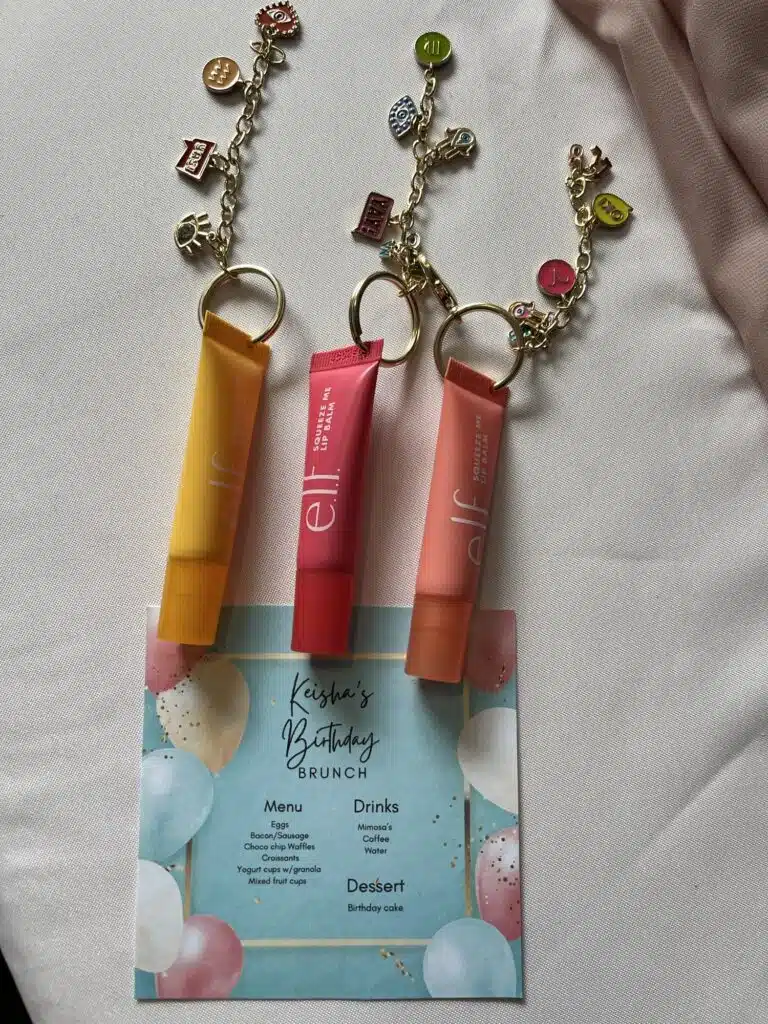 YAY!
e.l.f.
e.l.f.
SQUEEZE ME
LIP BALM
e.l.f.
SQUEEZE ME
LIP BALM
Keisha's
Birthday
BRUNCH
Menu
Eggs
Bacon/Sausage
Choco chip Waffles
Croissants
Yogurt cups w/granola
Mixed fruit cups
Drinks
Mimosa's
Coffee
Water
Dessert
Birthday cake